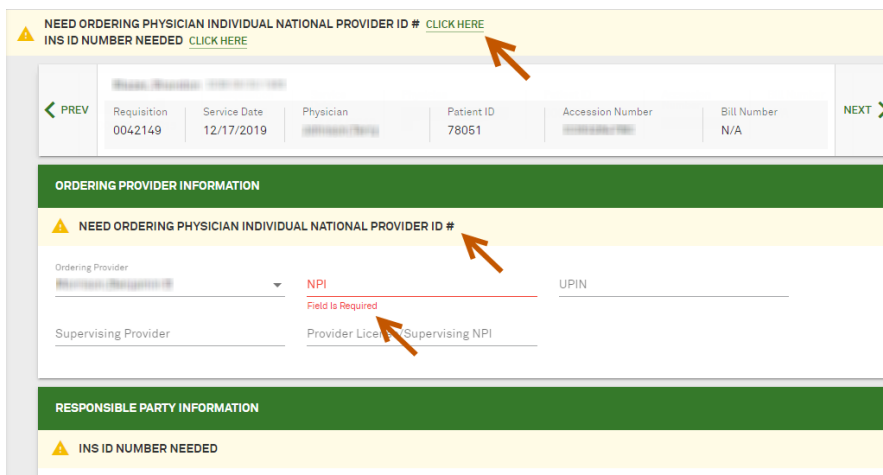 NEED ORDERING PHYSICIAN INDIVIDUAL NATIONAL PROVIDER ID # CLICK HERE
INS ID NUMBER NEEDED CLICK HERE
PREV
Requisition Service Date Physician Patient ID Accession Number Bill Number
NEXT
0042149 12/17/2019 78051 N/A
ORDERING PROVIDER INFORMATION
NEED ORDERING PHYSICIAN INDIVIDUAL NATIONAL PROVIDER ID #
Ordering Provider
NPI UPIN
Field Is Required
Supervising Provider Provider License/Supervising NPI
RESPONSIBLE PARTY INFORMATION
INS ID NUMBER NEEDED